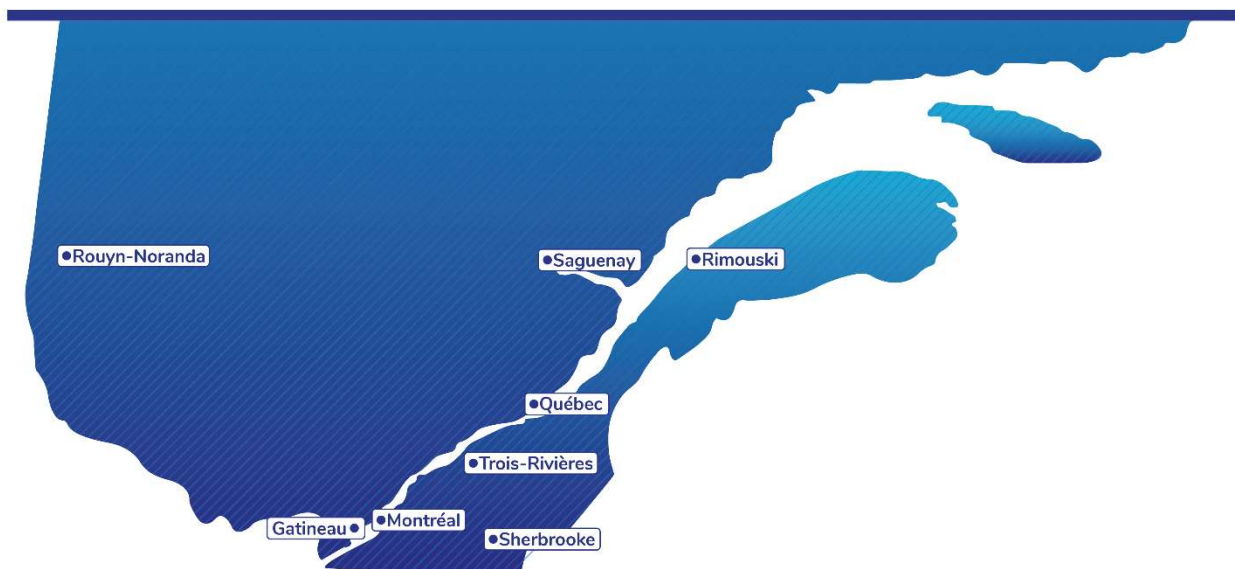 Rouyn-Noranda
Saguenay
Rimouski
Québec
Trois-Rivières
Gatineau
Montréal
Sherbrooke